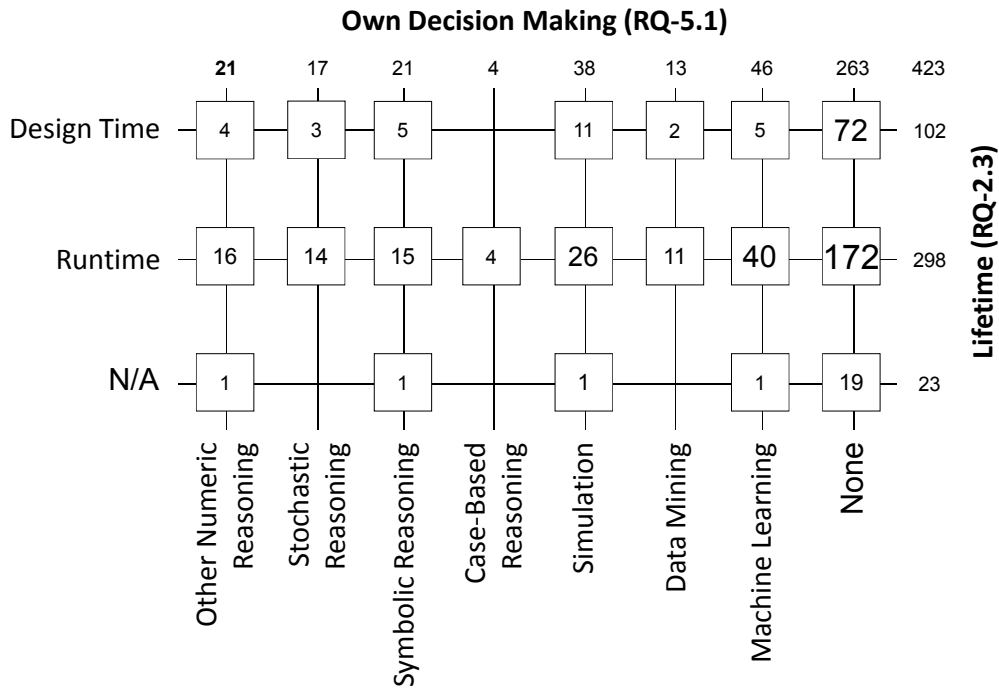 Own Decision Making (RQ-5.1)
21 17 21 4 38 13 46 263 423
Design Time 4 3 5 11 2 5 72 102
Runtime 16 14 15 4 26 11 40 172 298
N/A 1 1 1 1 19 23
Lifetime (RQ-2.3)
Other Numeric
Reasoning
Stochastic
Reasoning
Symbolic Reasoning
Case-Based
Reasoning
Simulation
Data Mining
Machine Learning
None